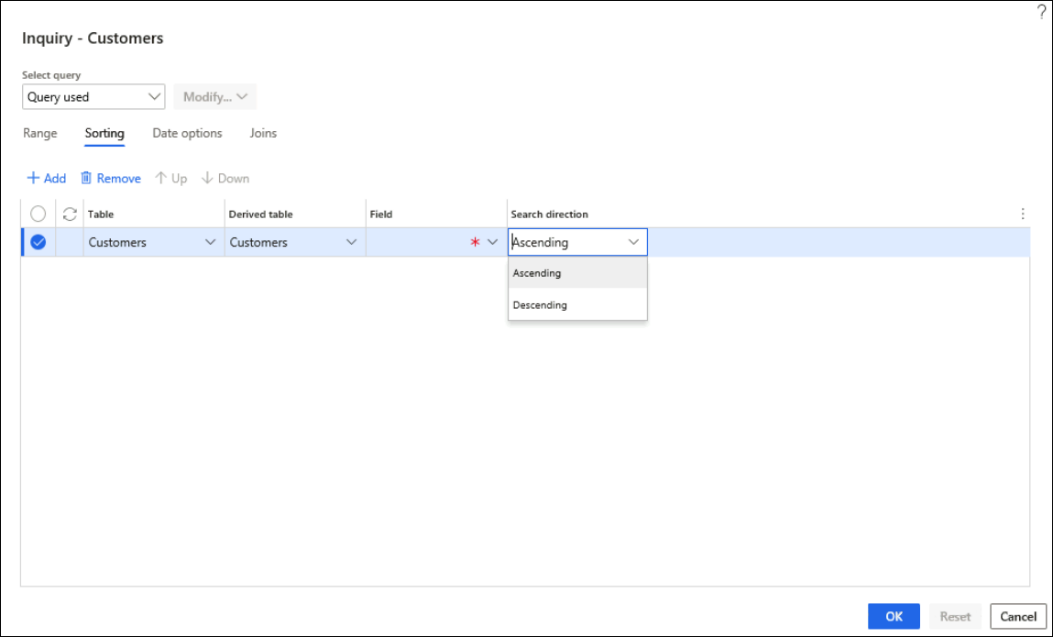 ?
Inquiry - Customers
Select query
Query used Modify...
Range Sorting Date options Joins
+ Add Remove ↑ Up ↓ Down
Table Derived table Field Search direction
Customers Customers * Ascending
Ascending
Descending
OK Reset Cancel